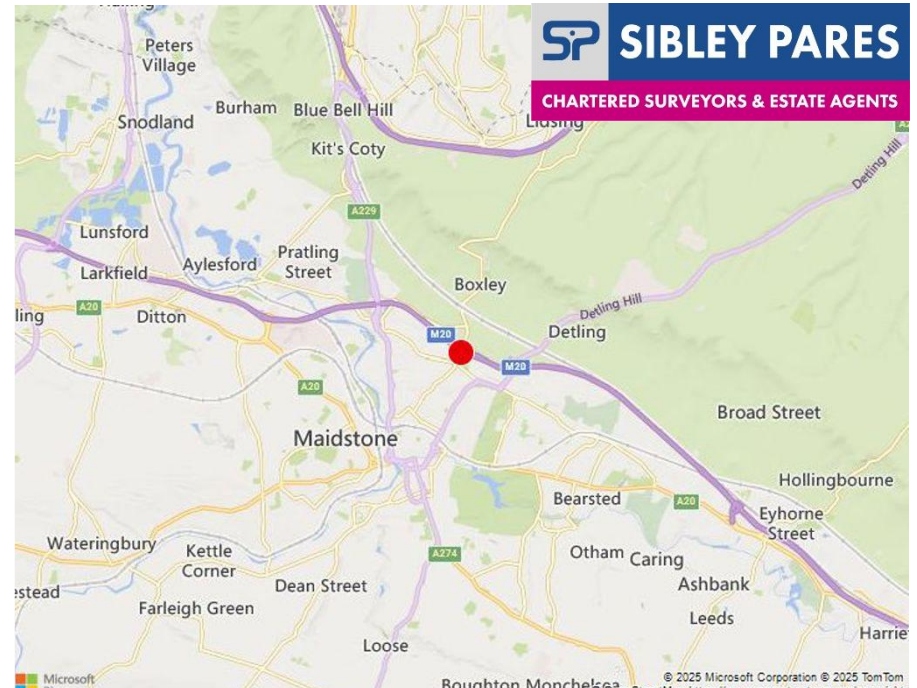 SP SIBLEY PARES
CHARTERED SURVEYORS & ESTATE AGENTS
Peters
Village
Burham
Blue Bell Hill
Snodland
Kit's Coty
Detling Hill
A229
Lunsford
Pratling
Street
Aylesford
Larkfield
Boxley
A20
Ditton
Detling Hill
M20
Detling
M20
A20
Broad Street
Maidstone
Hollingbourne
Bearsted
A20
Eyhorne
Street
Wateringbury
Kettle
Corner
A274
Otham
Caring
Dean Street
Ashbank
Farleigh Green
Leeds
Loose
Microsoft
© 2025 Microsoft Corporation © 2025 TomTom